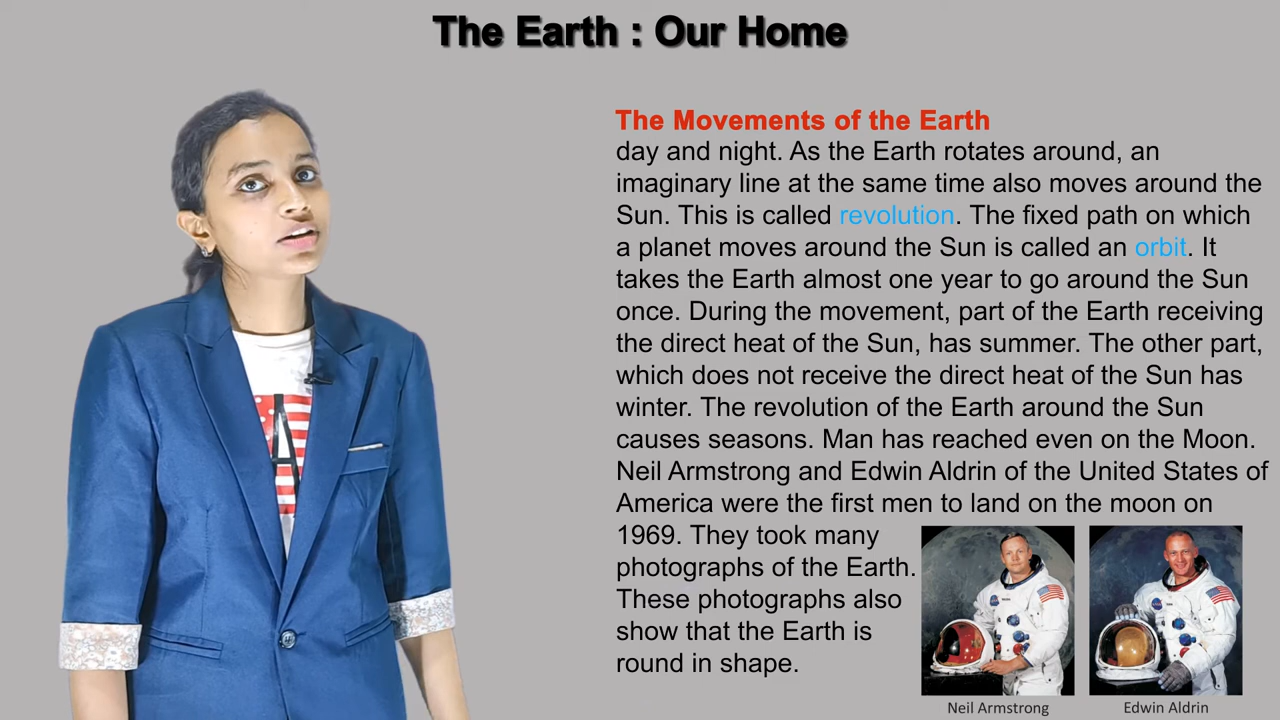 The Earth : Our Home
The Movements of the Earth
day and night. As the Earth rotates around, an
imaginary line at the same time also moves around the
Sun. This is called revolution. The fixed path on which
a planet moves around the Sun is called an orbit. It
takes the Earth almost one year to go around the Sun
once. During the movement, part of the Earth receiving
the direct heat of the Sun, has summer. The other part,
which does not receive the direct heat of the Sun has
winter. The revolution of the Earth around the Sun
causes seasons. Man has reached even on the Moon.
Neil Armstrong and Edwin Aldrin of the United States of
America were the first men to land on the moon on
1969. They took many
photographs of the Earth.
These photographs also
show that the Earth is
round in shape.
Neil Armstrong
Edwin Aldrin